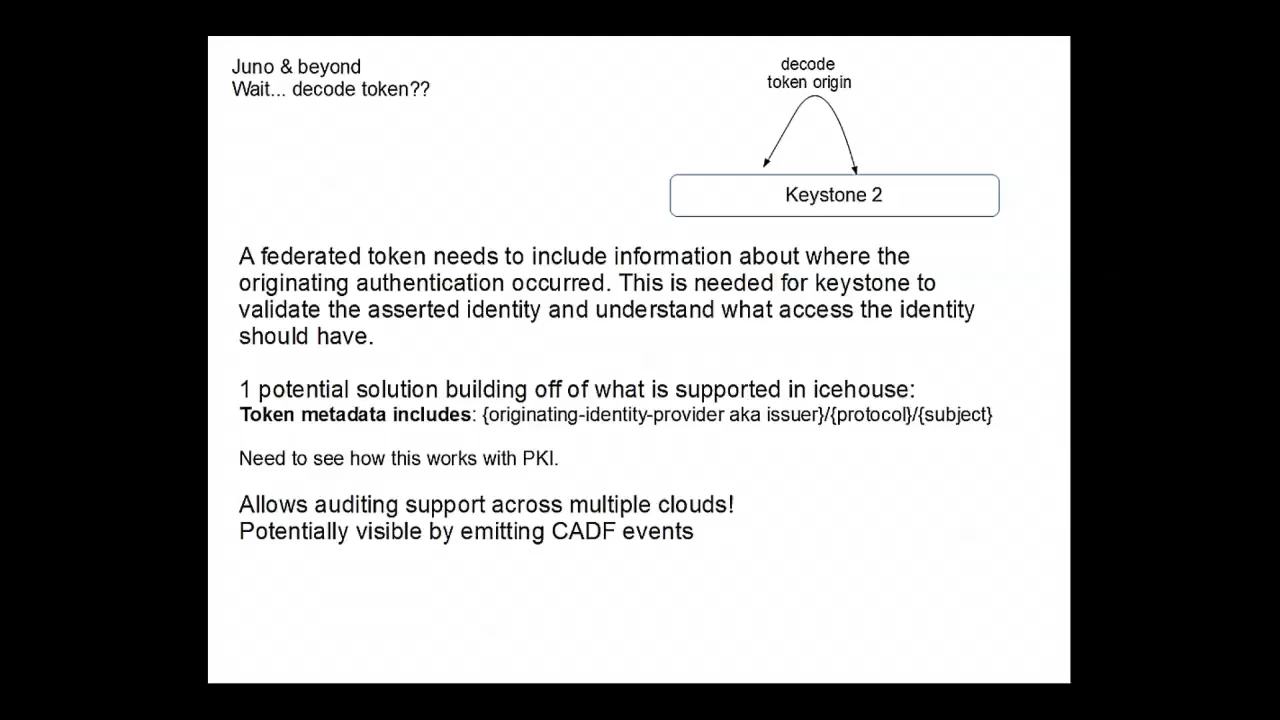 Juno & beyond
Wait... decode token??
decode
token origin
Keystone 2
A federated token needs to include information about where the
originating authentication occurred. This is needed for keystone to
validate the asserted identity and understand what access the identity
should have.
1 potential solution building off of what is supported in icehouse:
Token metadata includes: {originating-identity-provider aka issuer}/{protocol}/{subject}
Need to see how this works with PKI.
Allows auditing support across multiple clouds!
Potentially visible by emitting CADF events